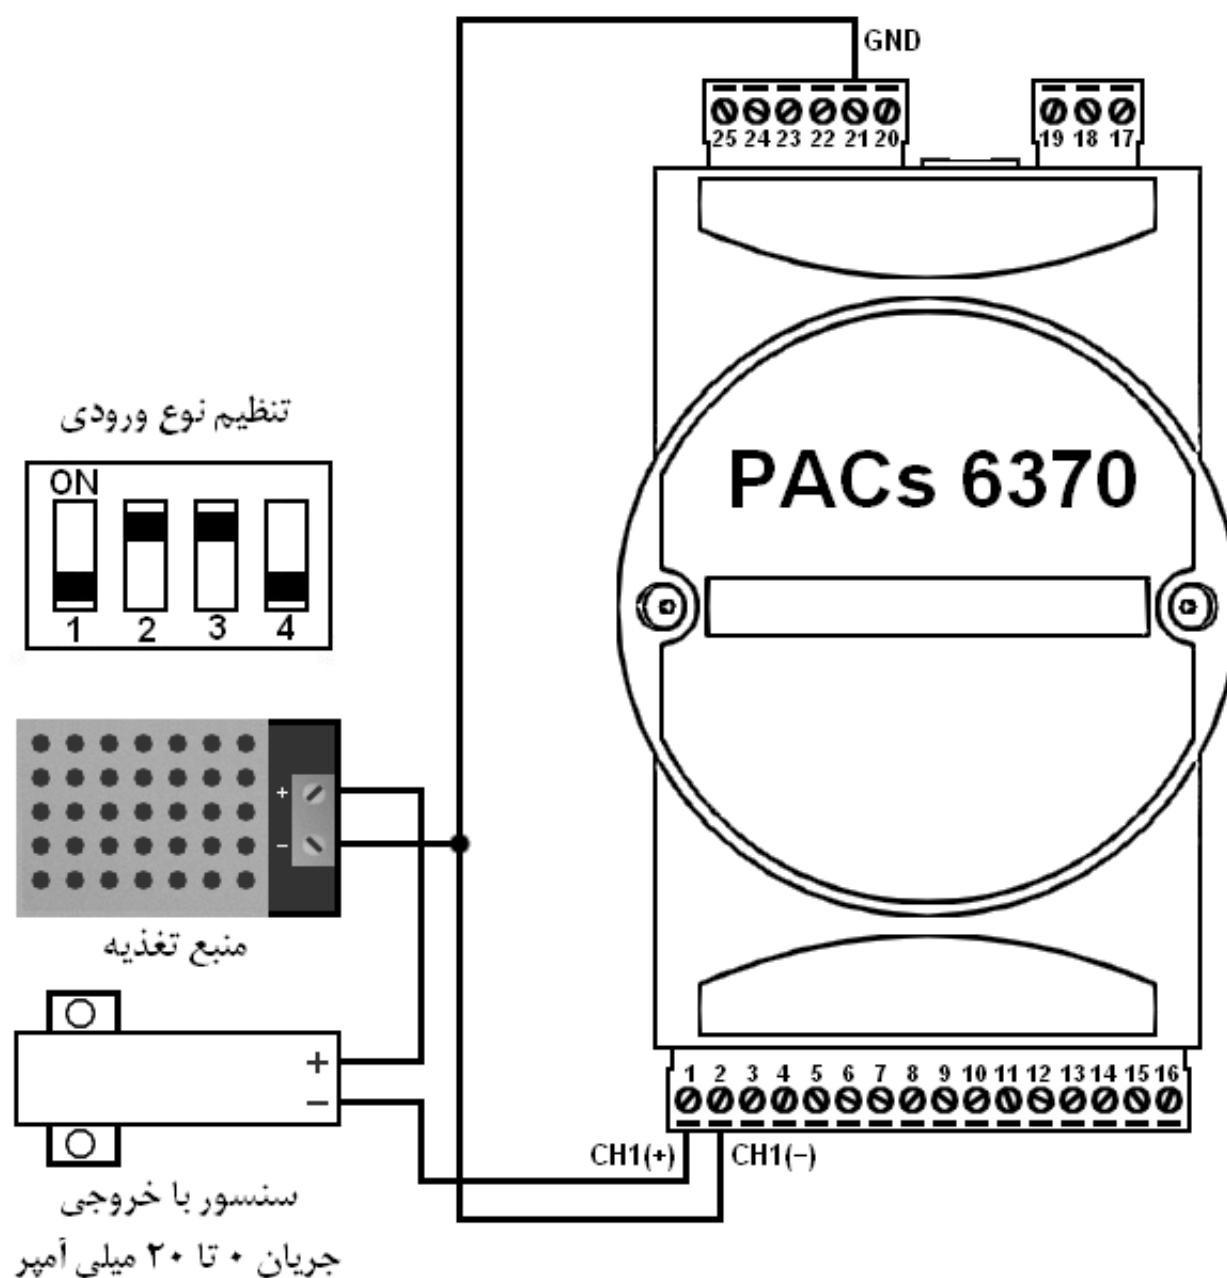 GND
25 24 23 22 21 20
19 18 17
تنظیم نوع ورودی
ON
1 2 3 4
PACs 6370
+
−
منبع تغذیه
+
−
1 2 3 4 5 6 7 8 9 10 11 12 13 14 15 16
CH1(+) CH1(−)
سنسور با خروجی
جریان ۰ تا ۲۰ میلی آمپر